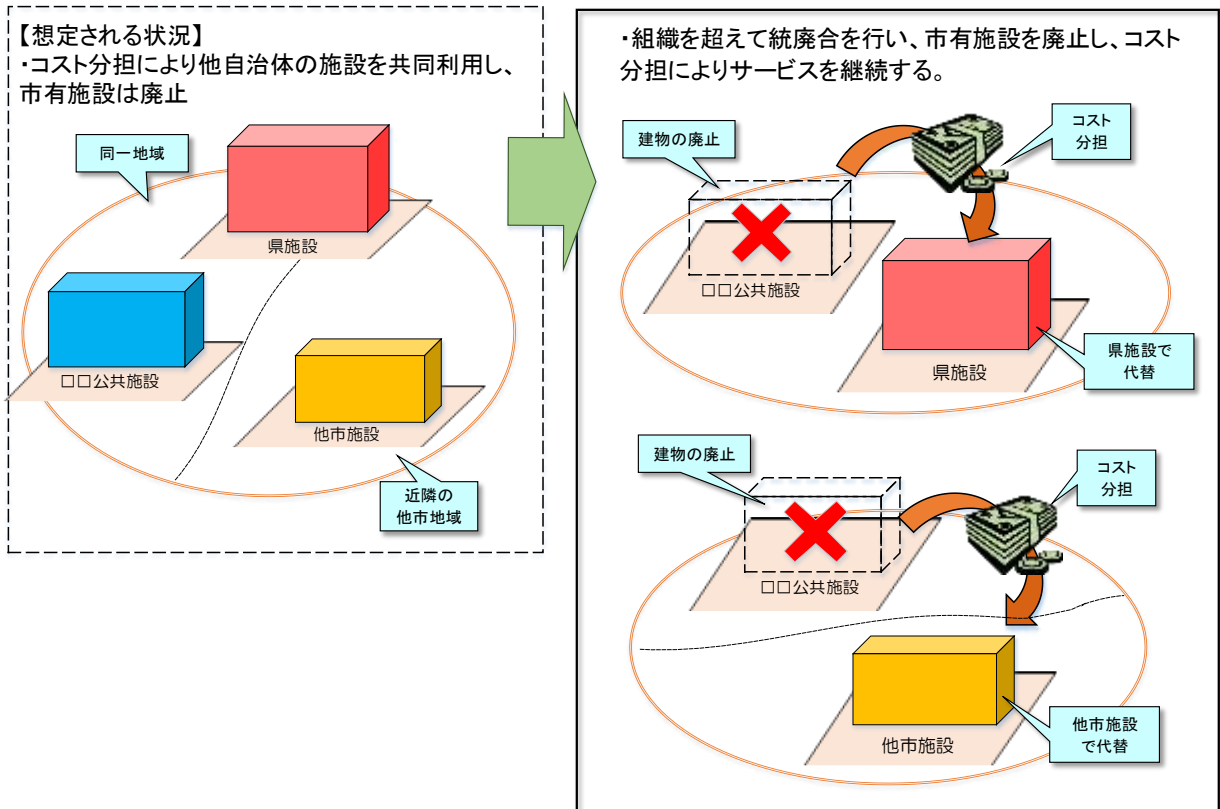 【想定される状況】
・コスト分担により他自治体の施設を共同利用し、
市有施設は廃止
同一地域
県施設
□□公共施設
他市施設
近隣の
他市地域
・組織を超えて統廃合を行い、市有施設を廃止し、コスト
分担によりサービスを継続する。
建物の廃止
コスト
分担
□□公共施設
県施設
県施設で
代替
建物の廃止
コスト
分担
□□公共施設
他市施設
他市施設
で代替